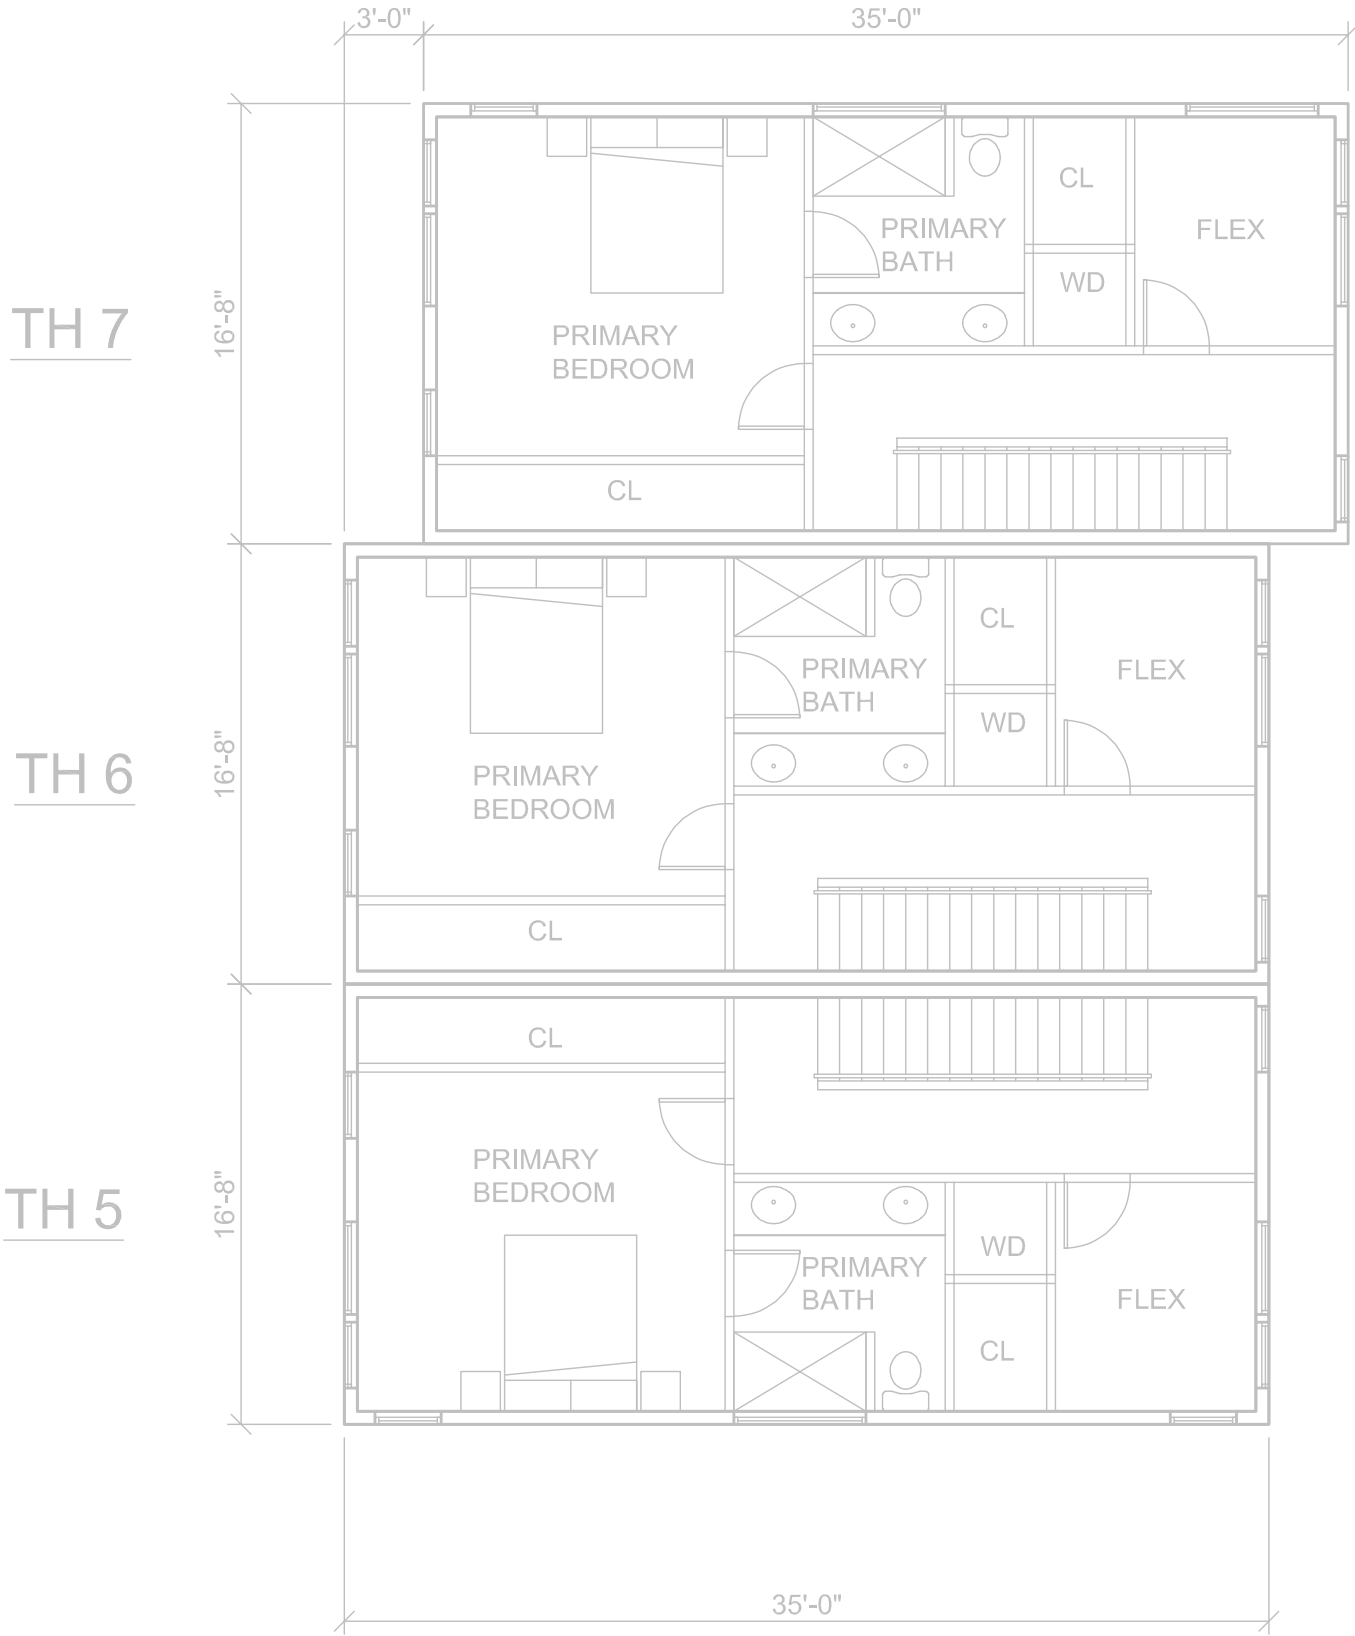 3'-0"
35'-0"
TH 7
16'-8"
CL
PRIMARY
BATH
FLEX
WD
PRIMARY
BEDROOM
CL
TH 6
16'-8"
CL
PRIMARY
BATH
FLEX
WD
PRIMARY
BEDROOM
CL
TH 5
16'-8"
CL
PRIMARY
BEDROOM
WD
PRIMARY
BATH
FLEX
CL
35'-0"